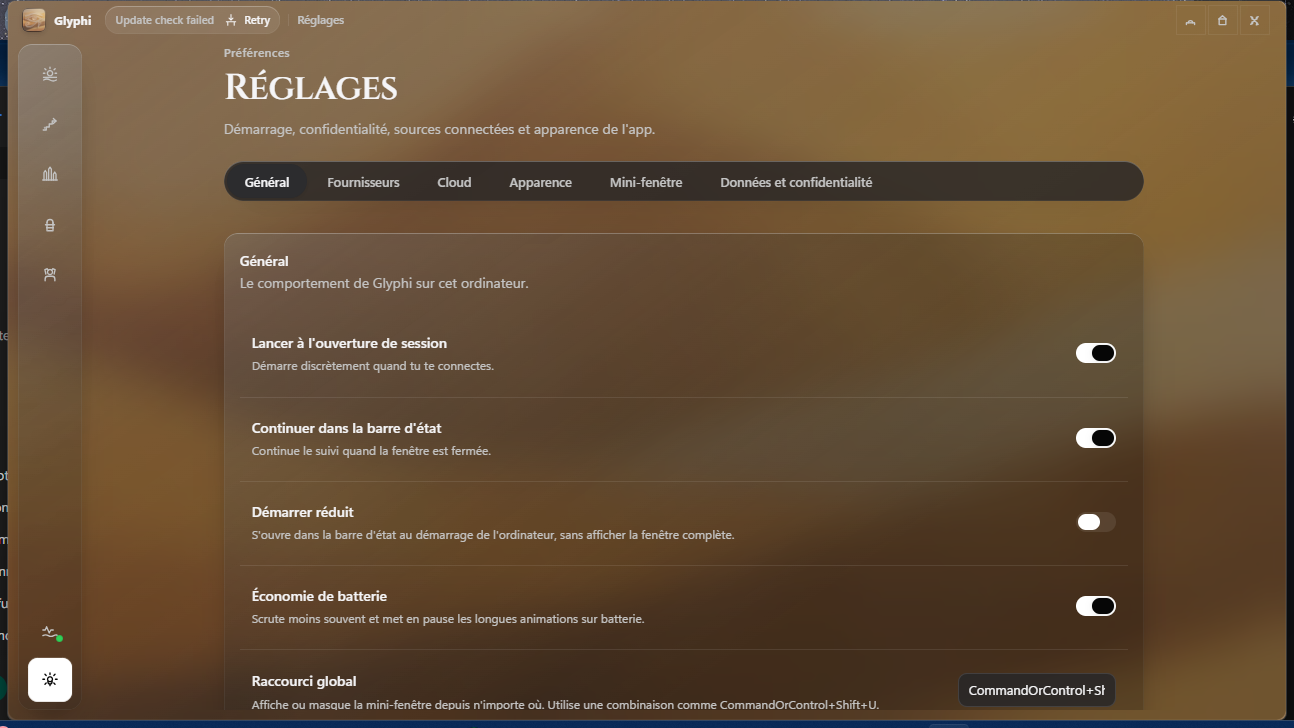 Glyphi
Update check failed Retry
Réglages
Préférences
RÉGLAGES
Démarrage, confidentialité, sources connectées et apparence de l'app.
Général Fournisseurs Cloud Apparence Mini-fenêtre Données et confidentialité
Général
Le comportement de Glyphi sur cet ordinateur.
Lancer à l'ouverture de session
Démarre discrètement quand tu te connectes.
Continuer dans la barre d'état
Continue le suivi quand la fenêtre est fermée.
Démarrer réduit
S'ouvre dans la barre d'état au démarrage de l'ordinateur, sans afficher la fenêtre complète.
Économie de batterie
Scrute moins souvent et met en pause les longues animations sur batterie.
Raccourci global
CommandOrControl+Sh
Affiche ou masque la mini-fenêtre depuis n'importe où. Utilise une combinaison comme CommandOrControl+Shift+U.